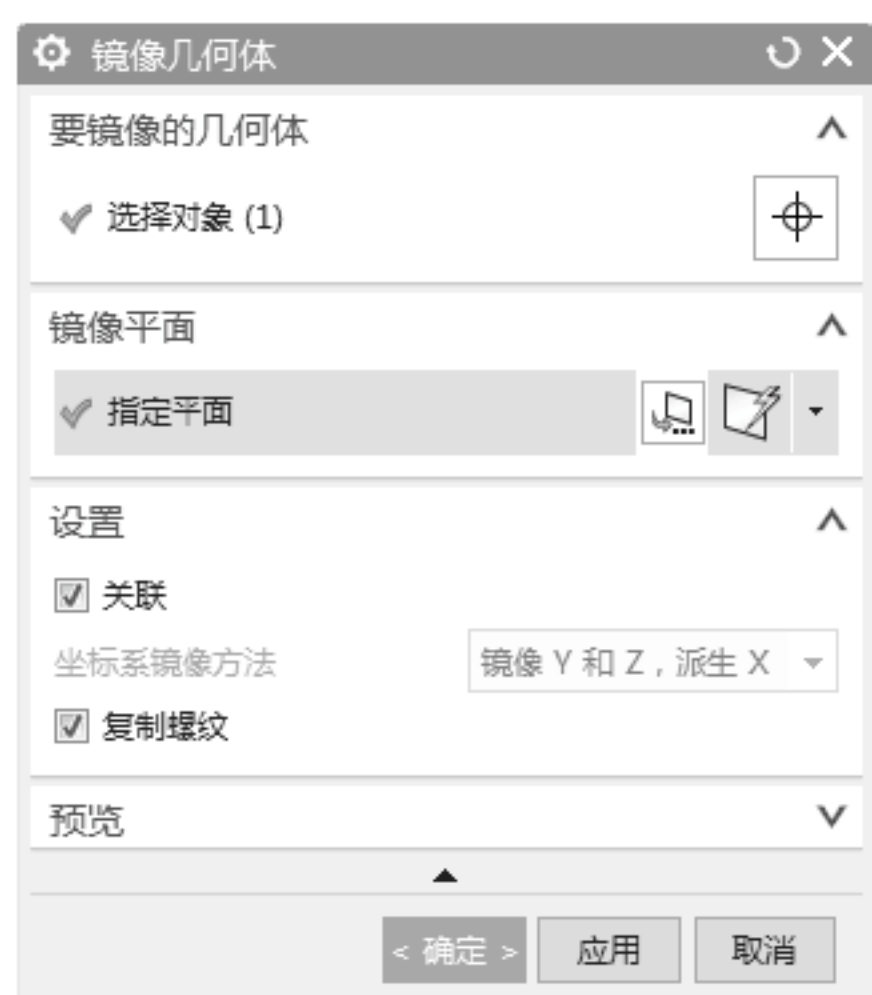 镜像几何体
要镜像的几何体
选择对象 (1)
镜像平面
指定平面
设置
关联
坐标系镜像方法 镜像 Y 和 Z , 派生 X
复制螺纹
预览
< 确定 > 应用 取消